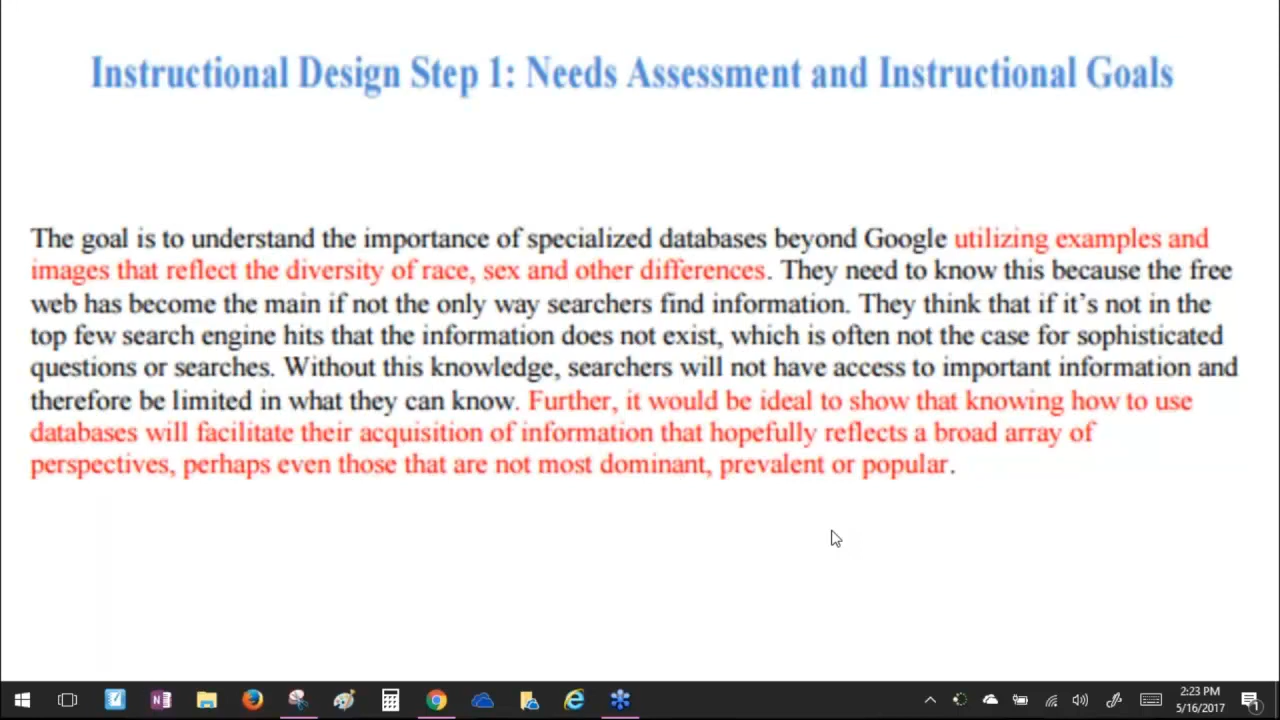 Instructional Design Step 1: Needs Assessment and Instructional Goals
The goal is to understand the importance of specialized databases beyond Google utilizing examples and
images that reflect the diversity of race, sex and other differences. They need to know this because the free
web has become the main if not the only way searchers find information. They think that if it’s not in the
top few search engine hits that the information does not exist, which is often not the case for sophisticated
questions or searches. Without this knowledge, searchers will not have access to important information and
therefore be limited in what they can know. Further, it would be ideal to show that knowing how to use
databases will facilitate their acquisition of information that hopefully reflects a broad array of
perspectives, perhaps even those that are not most dominant, prevalent or popular.
2:23 PM
5/16/2017
1